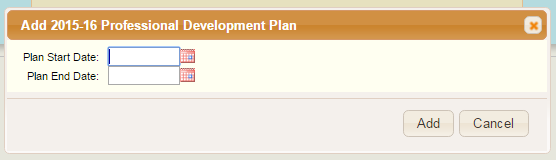 Add 2015-16 Professional Development Plan
Plan Start Date:
Plan End Date:
Add Cancel